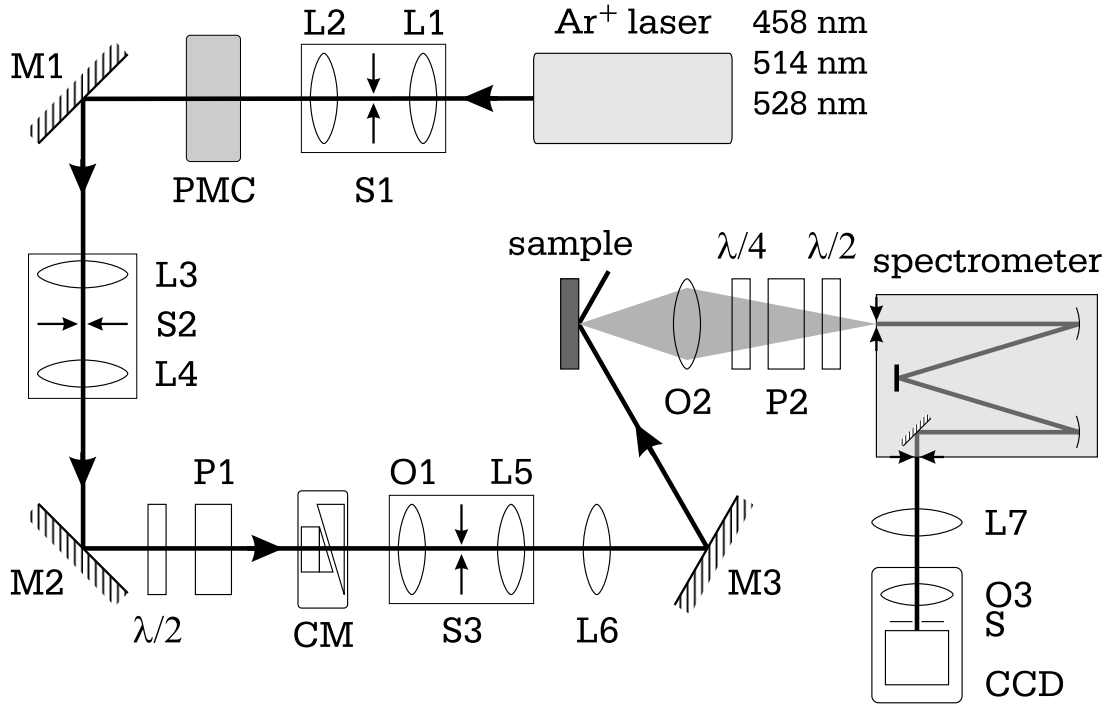 L2 L1 Ar⁺ laser 458 nm
M1 514 nm
528 nm
PMC S1
sample λ/4 λ/2 spectrometer
L3
S2
L4
O2 P2
P1 O1 L5
L7
M2 M3
O3
λ/2 CM S3 L6 S
CCD